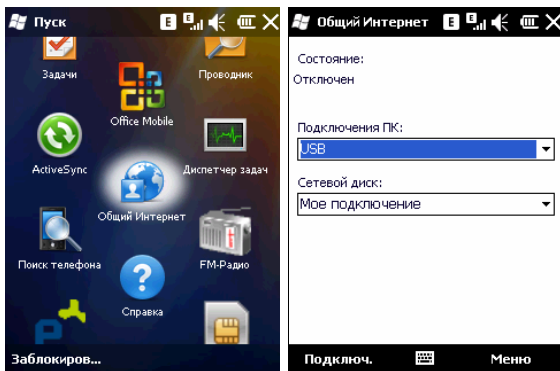 Пуск
E E
Задачи
Проводник
Office Mobile
ActiveSync
Диспетчер задач
Общий Интернет
Поиск телефона
FM-Радио
Справка
Заблокиров...
Общий Интернет E E
Состояние:
Отключен
Подключения ПК:
USB
Сетевой диск:
Мое подключение
Подключ.
Меню